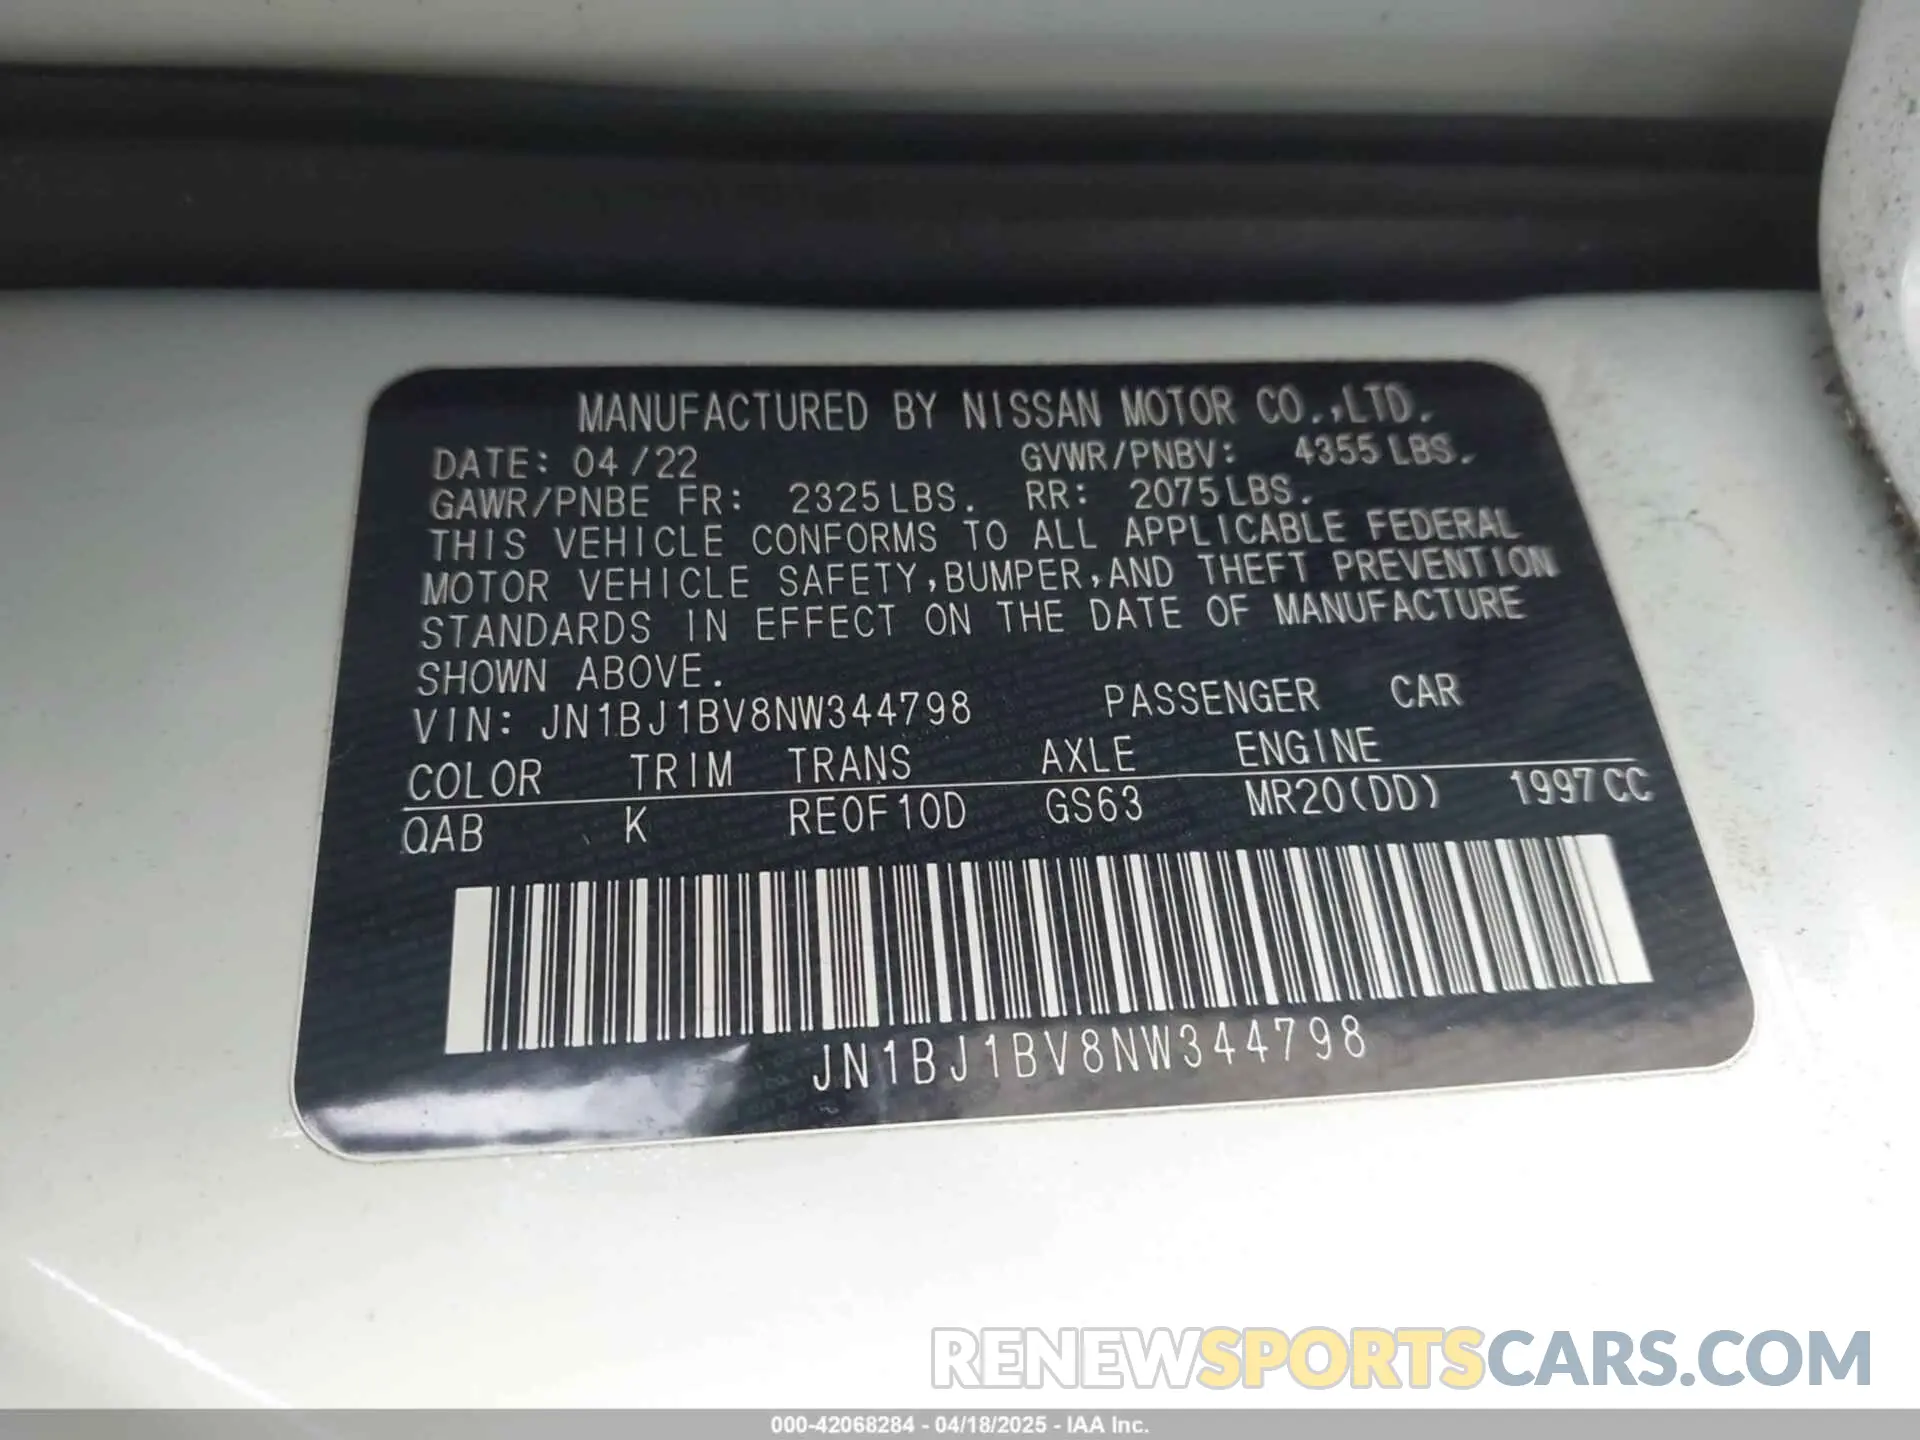 MANUFACTURED BY NISSAN MOTOR CO.,LTD.
DATE: 04/22 GVWR/PNBV: 4355 LBS.
GAWR/PNBE FR: 2325 LBS. RR: 2075 LBS.
THIS VEHICLE CONFORMS TO ALL APPLICABLE FEDERAL
MOTOR VEHICLE SAFETY,BUMPER,AND THEFT PREVENTION
STANDARDS IN EFFECT ON THE DATE OF MANUFACTURE
SHOWN ABOVE.
VIN: JN1BJ1BV8NW344798 PASSENGER CAR
COLOR TRIM TRANS AXLE ENGINE
QAB K RE0F10D GS63 MR20(DD) 1997CC
JN1BJ1BV8NW344798
RENEWSPORTSCARS.COM
000-42068284 - 04/18/2025 - IAA Inc.